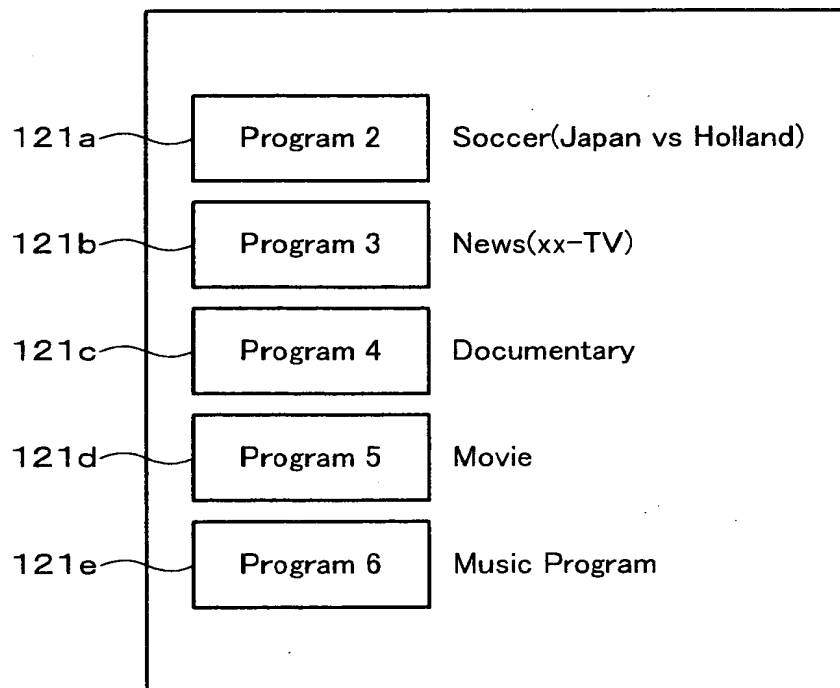 121a Program 2 Soccer(Japan vs Holland)
121b Program 3 News(xx-TV)
121c Program 4 Documentary
121d Program 5 Movie
121e Program 6 Music Program